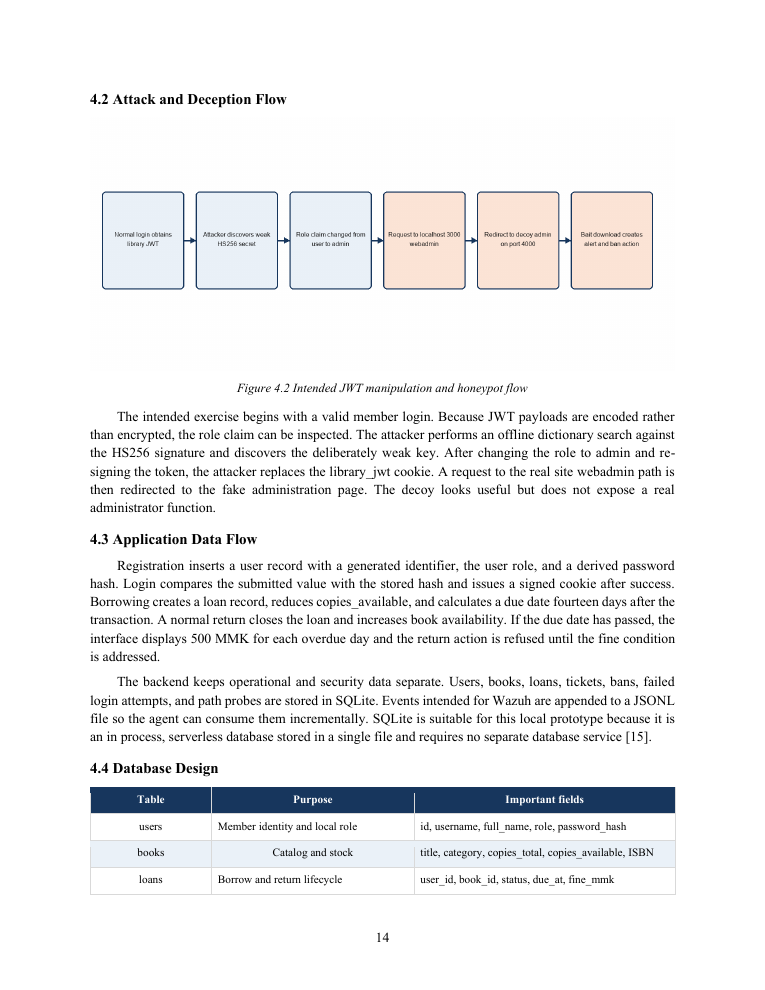 4.2 Attack and Deception Flow
Normal login obtains
library JWT
Attacker discovers weak
HS256 secret
Role claim changed from
user to admin
Request to localhost 3000
webadmin
Redirect to decoy admin
on port 4000
Bait download creates
alert and ban action
Figure 4.2 Intended JWT manipulation and honeypot flow
The intended exercise begins with a valid member login. Because JWT payloads are encoded rather
than encrypted, the role claim can be inspected. The attacker performs an offline dictionary search against
the HS256 signature and discovers the deliberately weak key. After changing the role to admin and re-
signing the token, the attacker replaces the library_jwt cookie. A request to the real site webadmin path is
then redirected to the fake administration page. The decoy looks useful but does not expose a real
administrator function.
4.3 Application Data Flow
Registration inserts a user record with a generated identifier, the user role, and a derived password
hash. Login compares the submitted value with the stored hash and issues a signed cookie after success.
Borrowing creates a loan record, reduces copies_available, and calculates a due date fourteen days after the
transaction. A normal return closes the loan and increases book availability. If the due date has passed, the
interface displays 500 MMK for each overdue day and the return action is refused until the fine condition
is addressed.
The backend keeps operational and security data separate. Users, books, loans, tickets, bans, failed
login attempts, and path probes are stored in SQLite. Events intended for Wazuh are appended to a JSONL
file so the agent can consume them incrementally. SQLite is suitable for this local prototype because it is
an in process, serverless database stored in a single file and requires no separate database service [15].
4.4 Database Design
Table Purpose Important fields
users Member identity and local role id, username, full_name, role, password_hash
books Catalog and stock title, category, copies_total, copies_available, ISBN
loans Borrow and return lifecycle user_id, book_id, status, due_at, fine_mmk
14